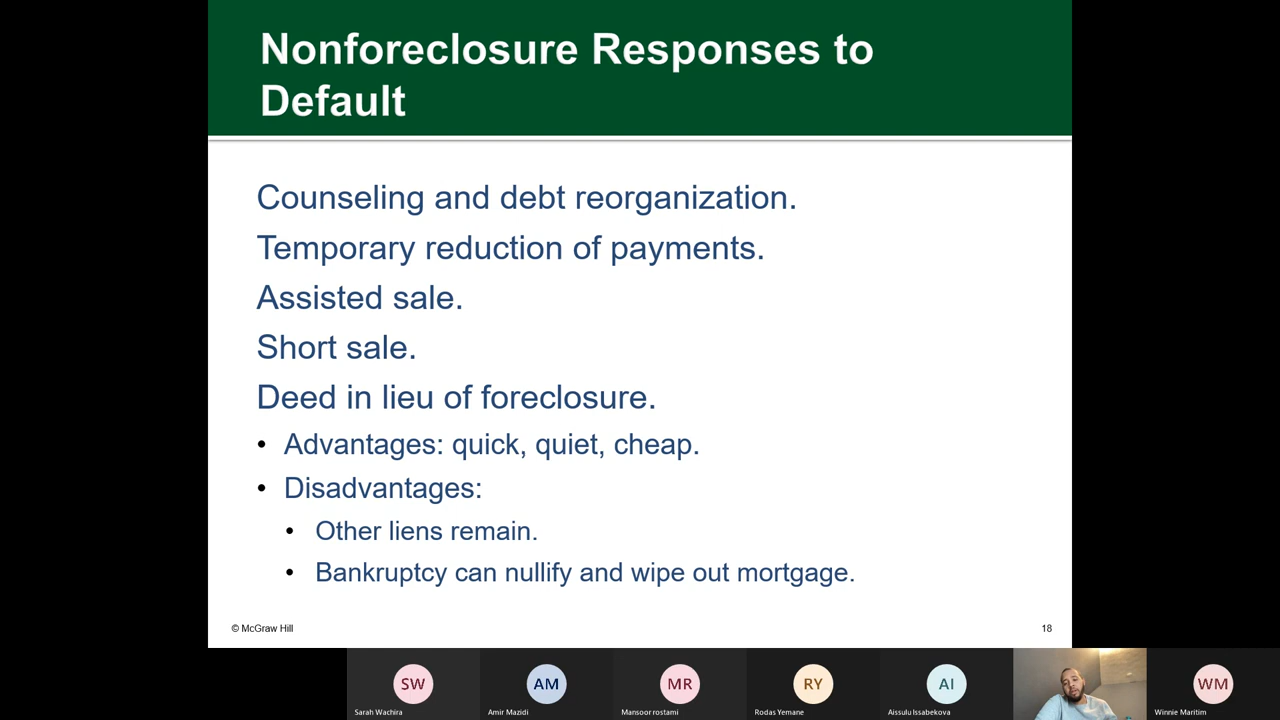 Nonforeclosure Responses to
Default
Counseling and debt reorganization.
Temporary reduction of payments.
Assisted sale.
Short sale.
Deed in lieu of foreclosure.
• Advantages: quick, quiet, cheap.
• Disadvantages:
• Other liens remain.
• Bankruptcy can nullify and wipe out mortgage.
© McGraw Hill
18
SW
AM
MR
RY
AI
WM
Sarah Wachira
Amir Mazidi
Mansoor rostami
Rodas Yemane
Aissulu Issabekova
Winnie Maritim